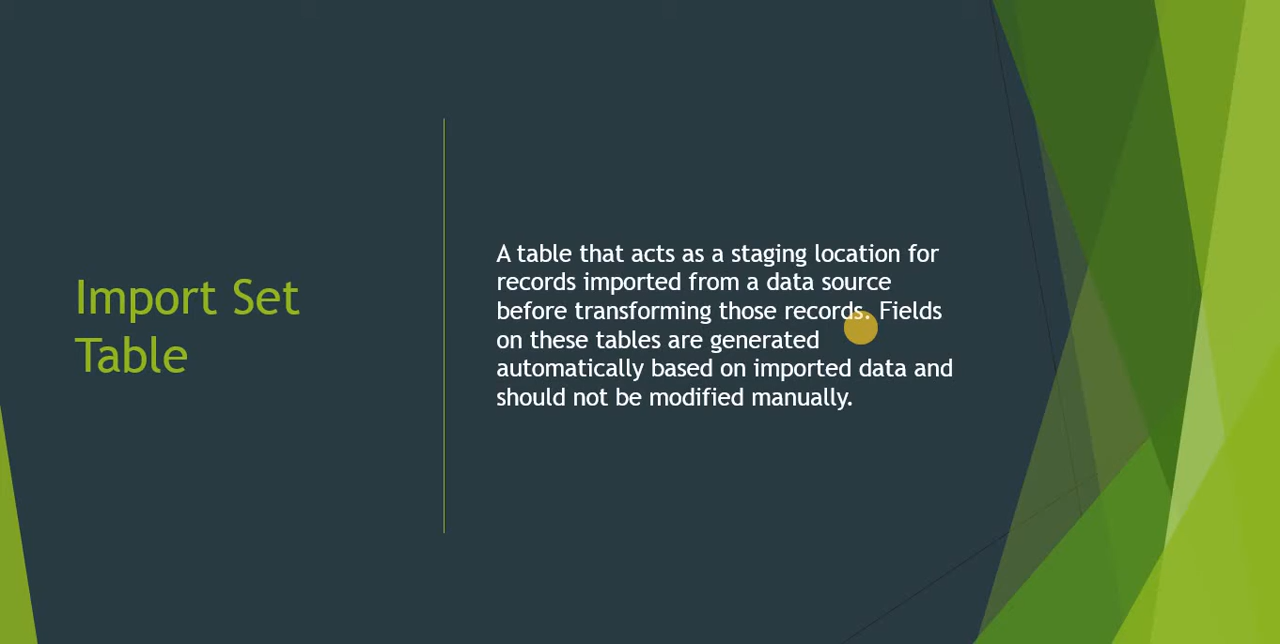 Import Set
Table
A table that acts as a staging location for
records imported from a data source
before transforming those records. Fields
on these tables are generated
automatically based on imported data and
should not be modified manually.